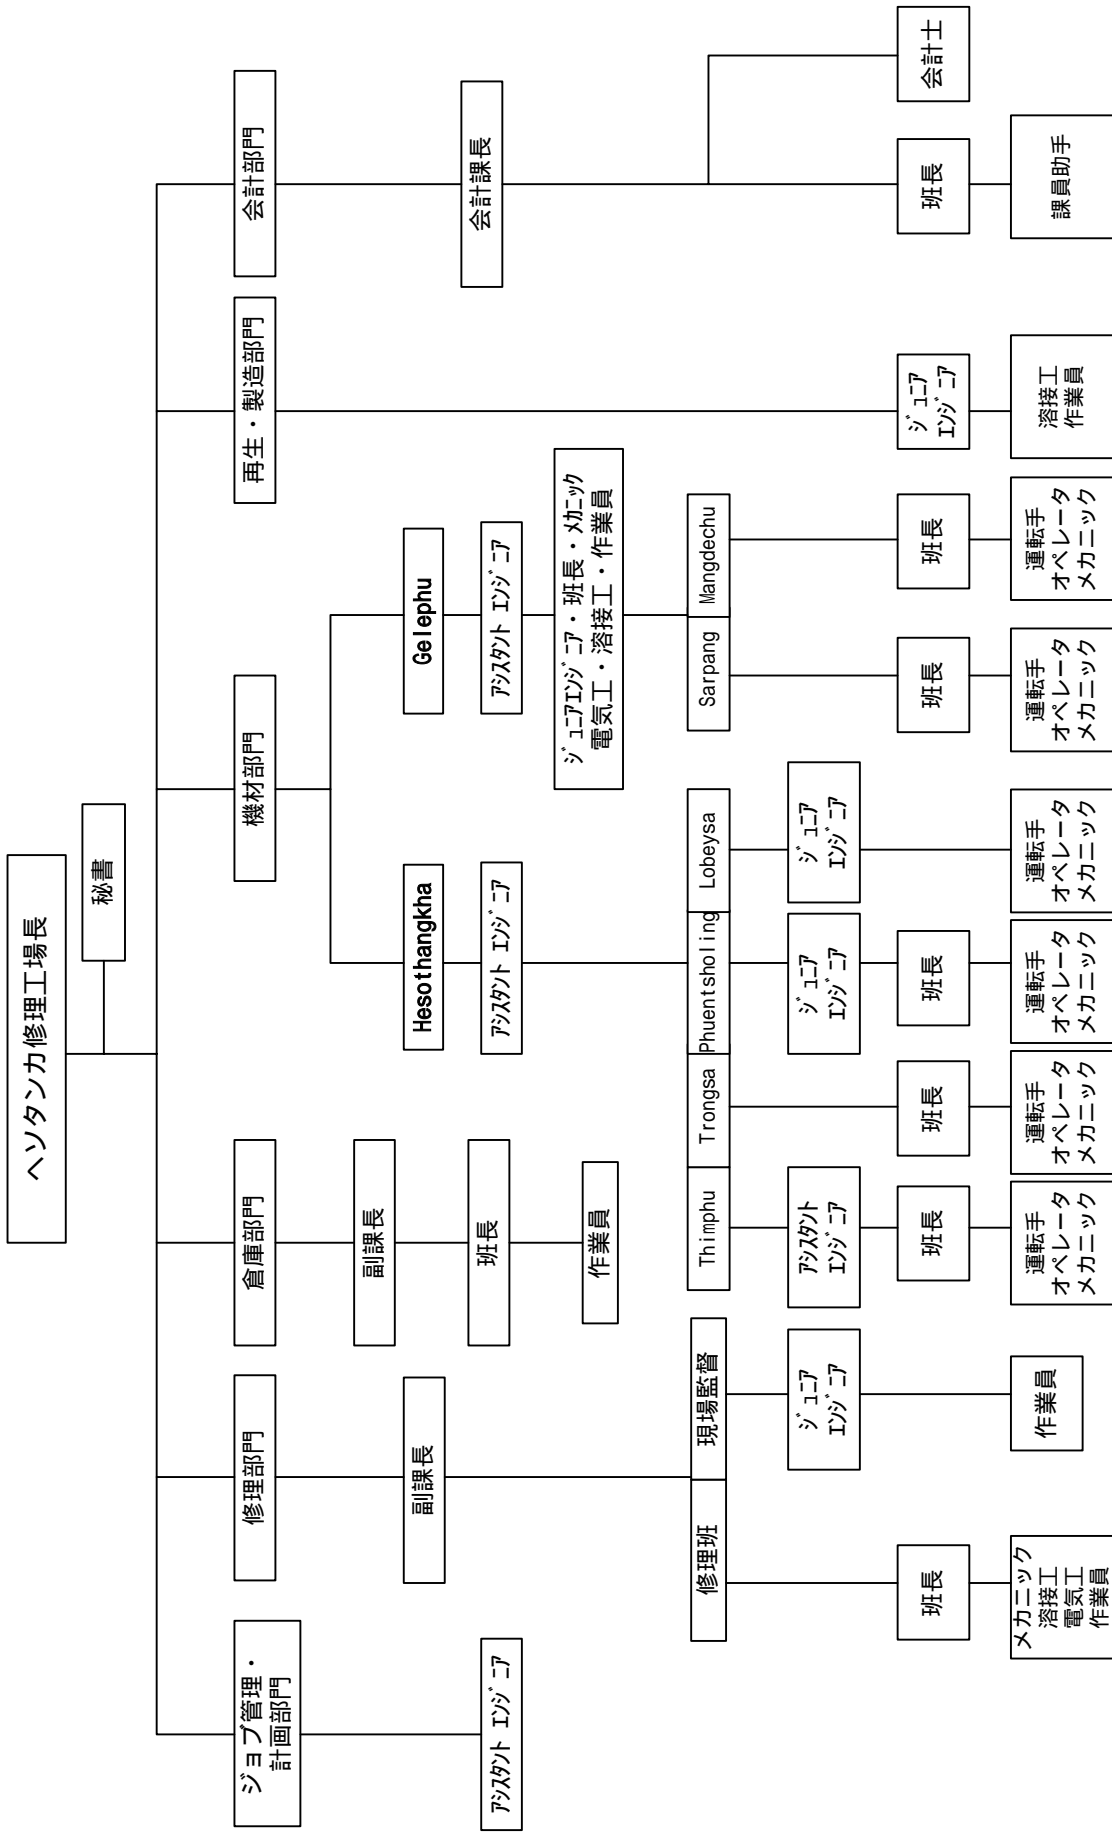 ヘソタンカ修理工場長
秘書
ジョブ管理・
計画部門
修理部門
倉庫部門
機材部門
再生・製造部門
会計部門
副課長
副課長
Hesothangkha
Gelephu
会計課長
アシスタント エンジニア
班長
アシスタント エンジニア
アシスタント エンジニア
作業員
ジュニアエンジニア・班長・メカニック
電気工・溶接工・作業員
修理班
現場監督
Thimphu
Trongsa
Phuentsholing
Lobeysa
Sarpang
Mangdechu
ジュニア
エンジニア
アシスタント
エンジニア
ジュニア
エンジニア
ジュニア
エンジニア
班長
班長
班長
班長
班長
班長
ジュニア
エンジニア
班長
会計士
メカニック
溶接工
電気工
作業員
作業員
運転手
オペレータ
メカニック
運転手
オペレータ
メカニック
運転手
オペレータ
メカニック
運転手
オペレータ
メカニック
運転手
オペレータ
メカニック
運転手
オペレータ
メカニック
溶接工
作業員
課員助手